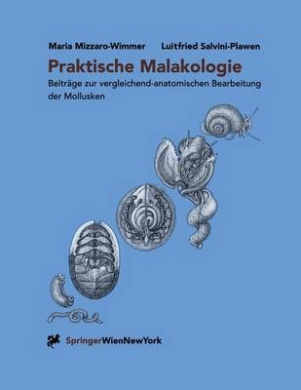 Maria Mizzaro-Wimmer Luitfried Salvini-Plawen
Praktische Malakologie
Beiträge zur vergleichend-anatomischen Bearbeitung
der Mollusken
SpringerWienNewYork